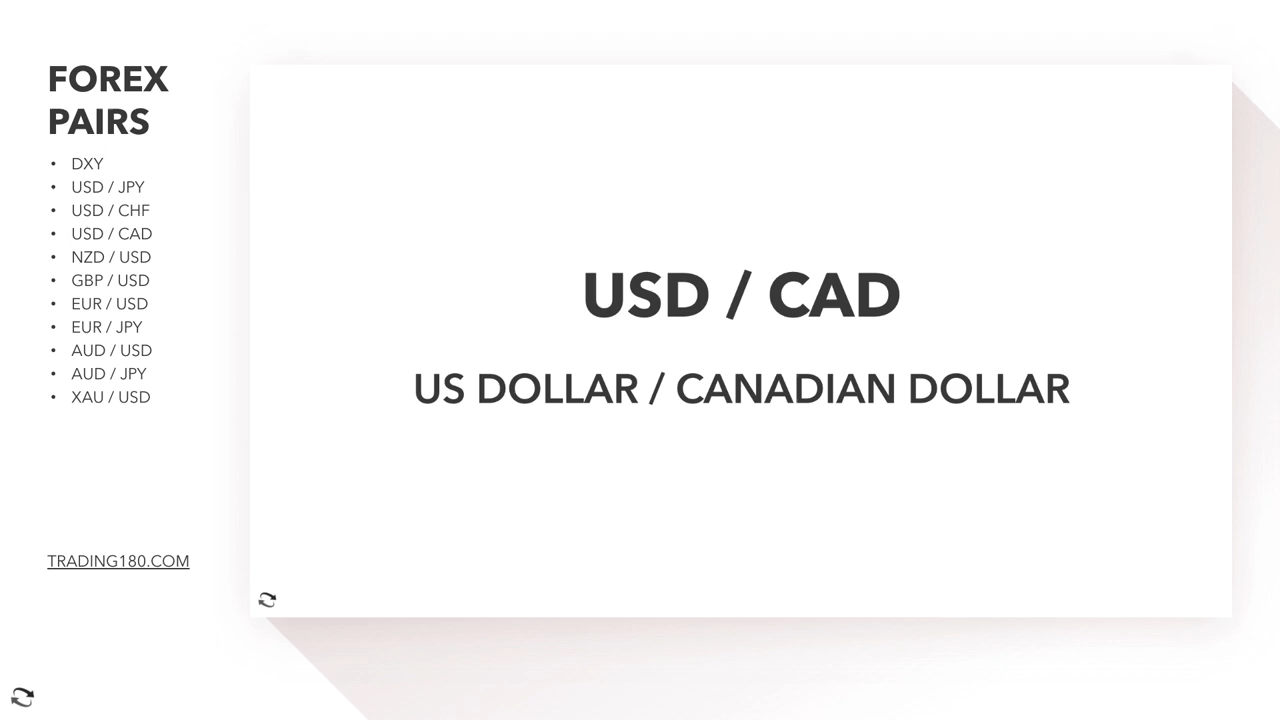 FOREX
PAIRS
• DXY
• USD / JPY
• USD / CHF
• USD / CAD
• NZD / USD
• GBP / USD
• EUR / USD
• EUR / JPY
• AUD / USD
• AUD / JPY
• XAU / USD
TRADING180.COM
USD / CAD
US DOLLAR / CANADIAN DOLLAR